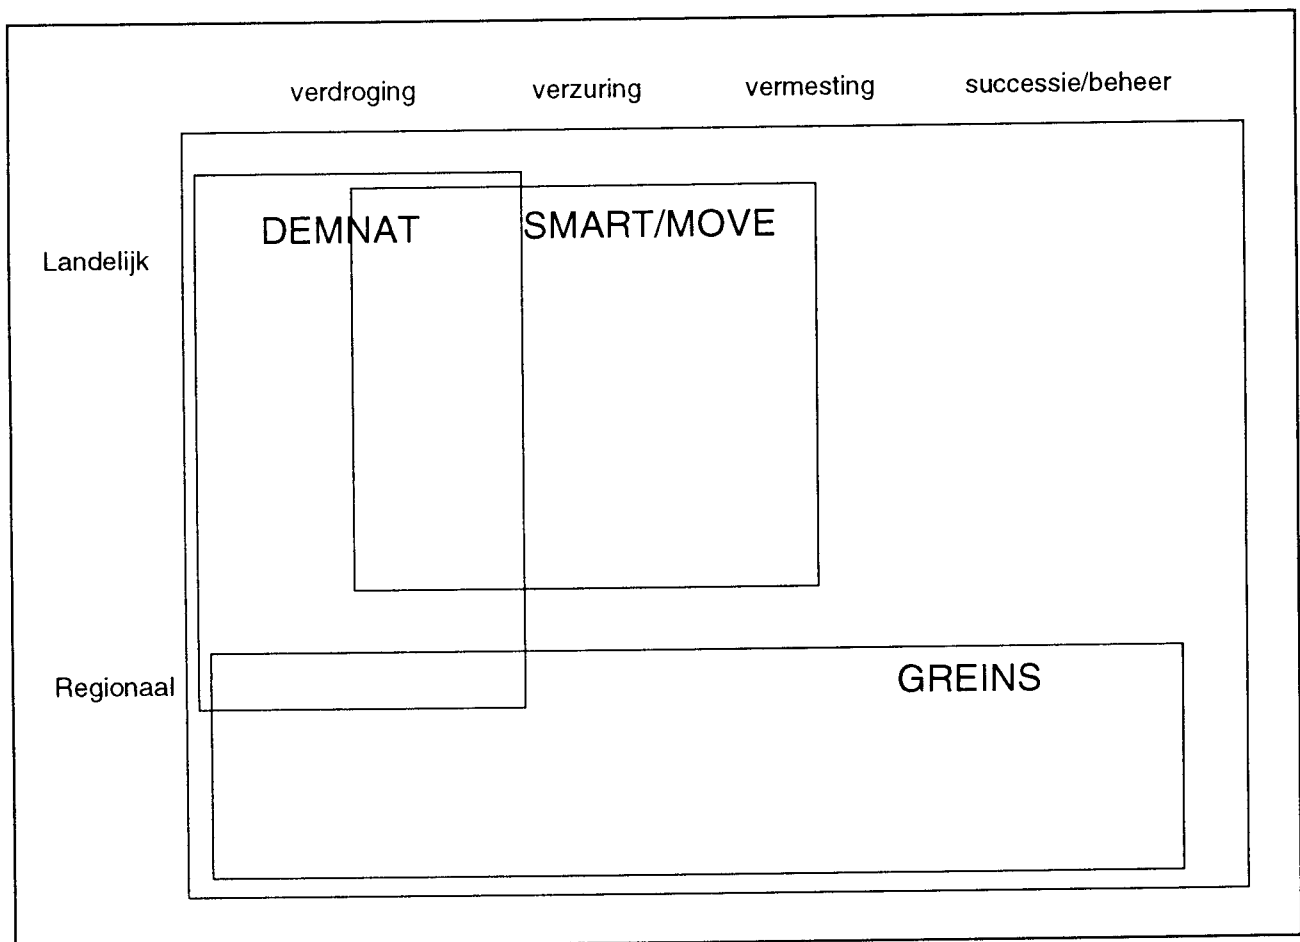 verdroging verzuring vermesting successie/beheer
DEMNAT SMART/MOVE
Landelijk
Regionaal GREINS